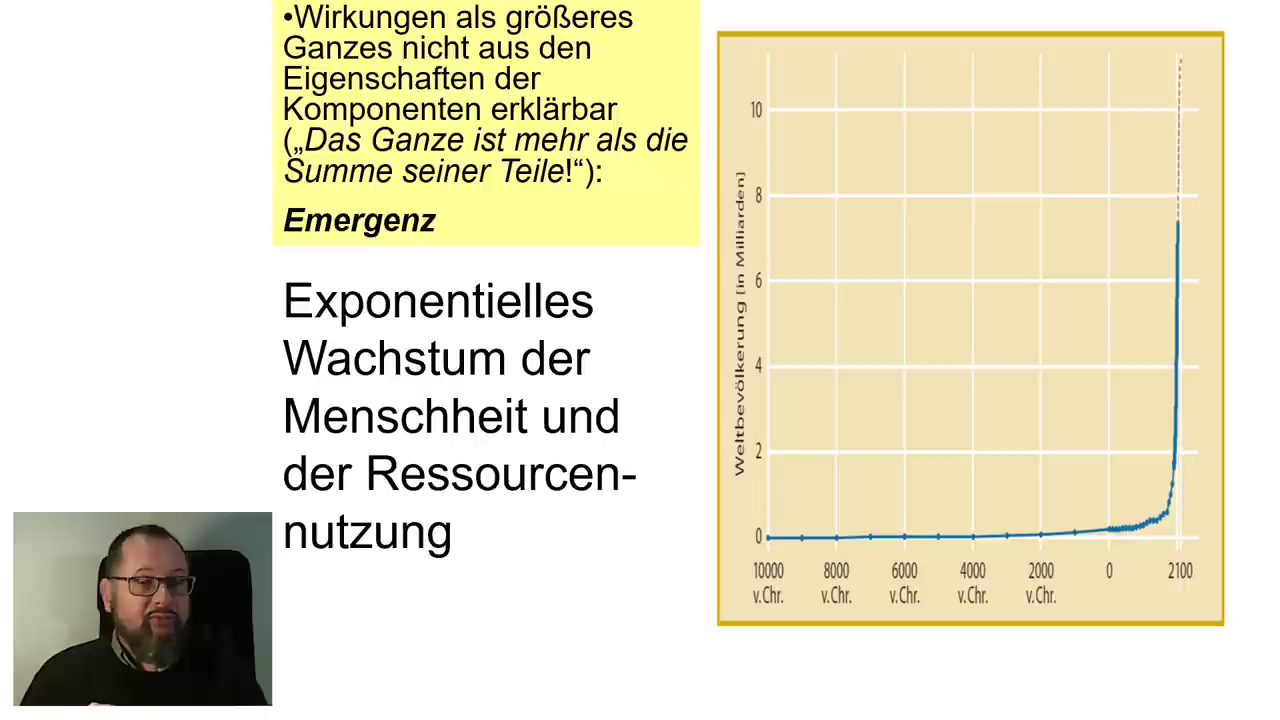 •Wirkungen als größeres
Ganzes nicht aus den
Eigenschaften der
Komponenten erklärbar
(„Das Ganze ist mehr als die
Summe seiner Teile!“):
Emergenz
Exponentielles
Wachstum der
Menschheit und
der Ressourcen-
nutzung
Weltbevölkerung [in Milliarden]
10
8
6
4
2
0
10000 8000 6000 4000 2000 0 2100
v.Chr. v.Chr. v.Chr. v.Chr. v.Chr.